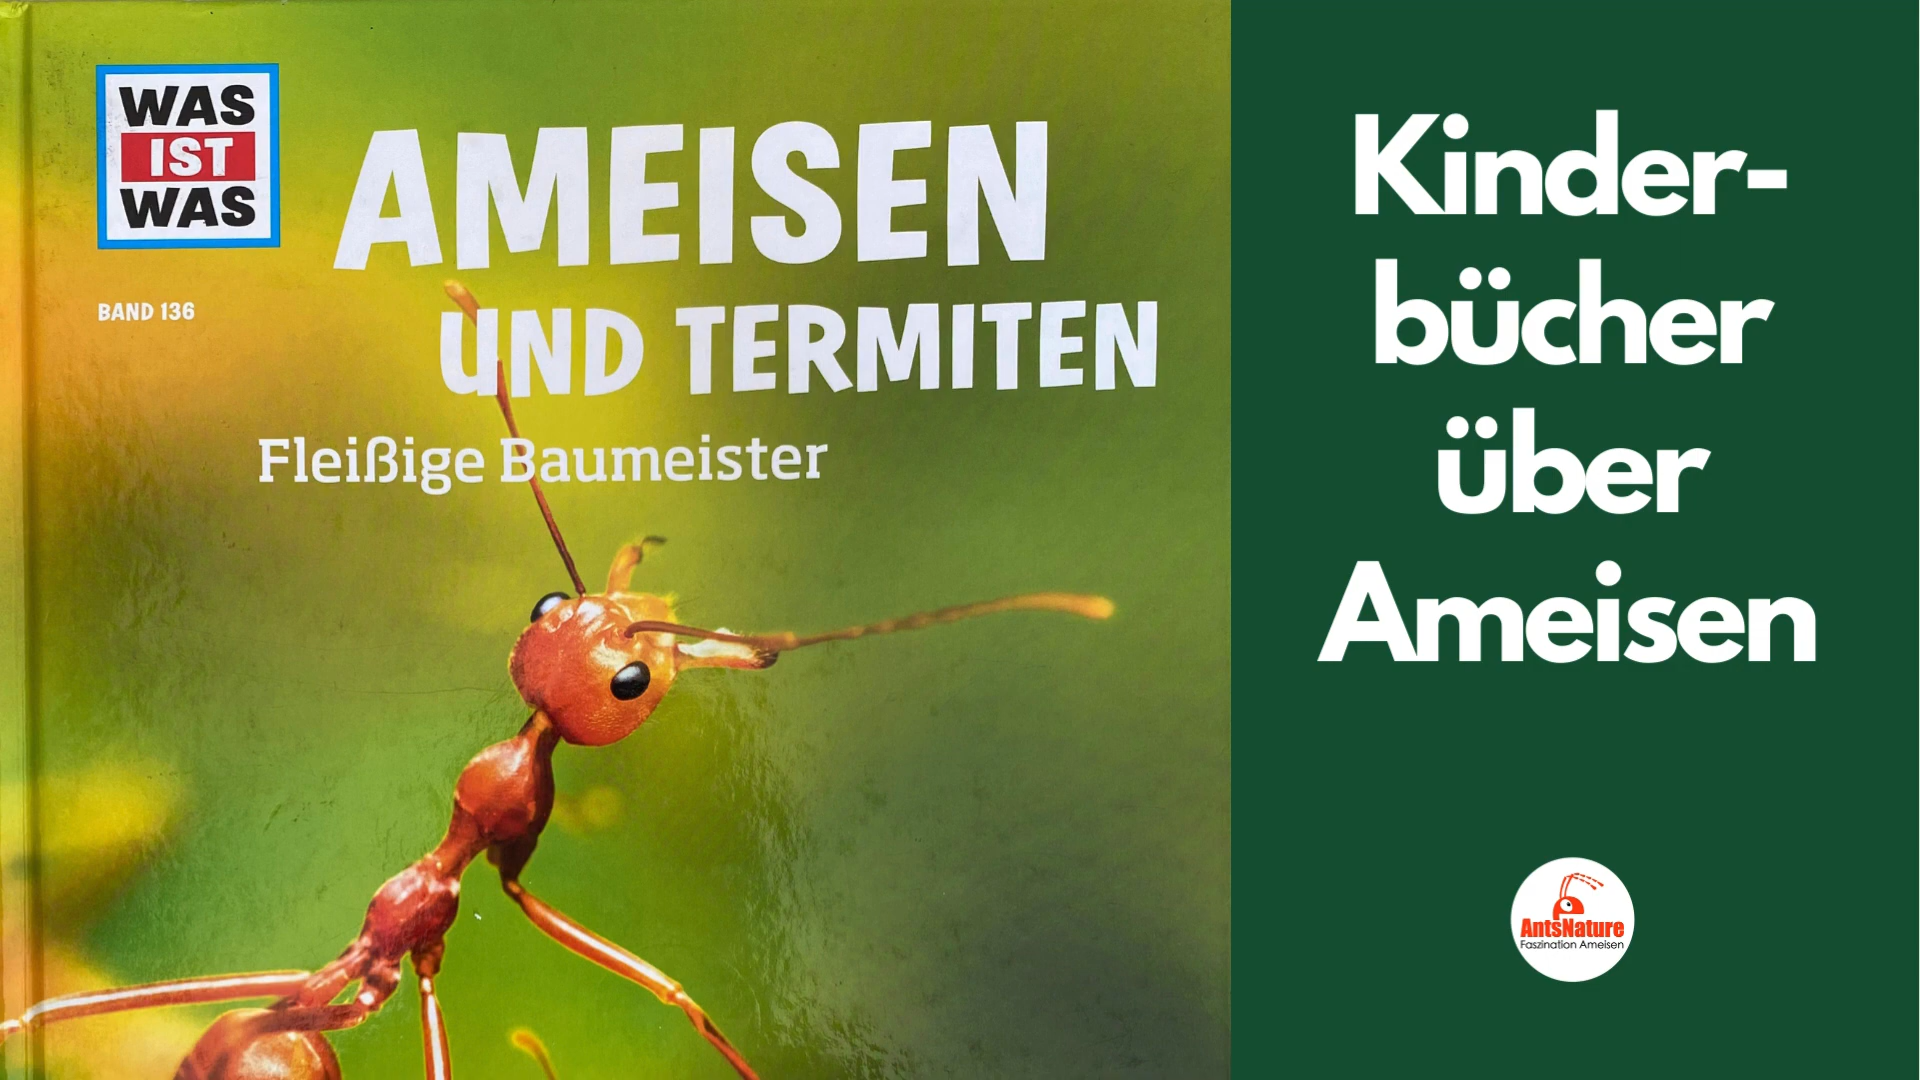 WAS
IST
WAS
BAND 136
AMEISEN
UND TERMITEN
Fleißige Baumeister
Kinder-
bücher
über
Ameisen
AntsNature
Faszination Ameisen